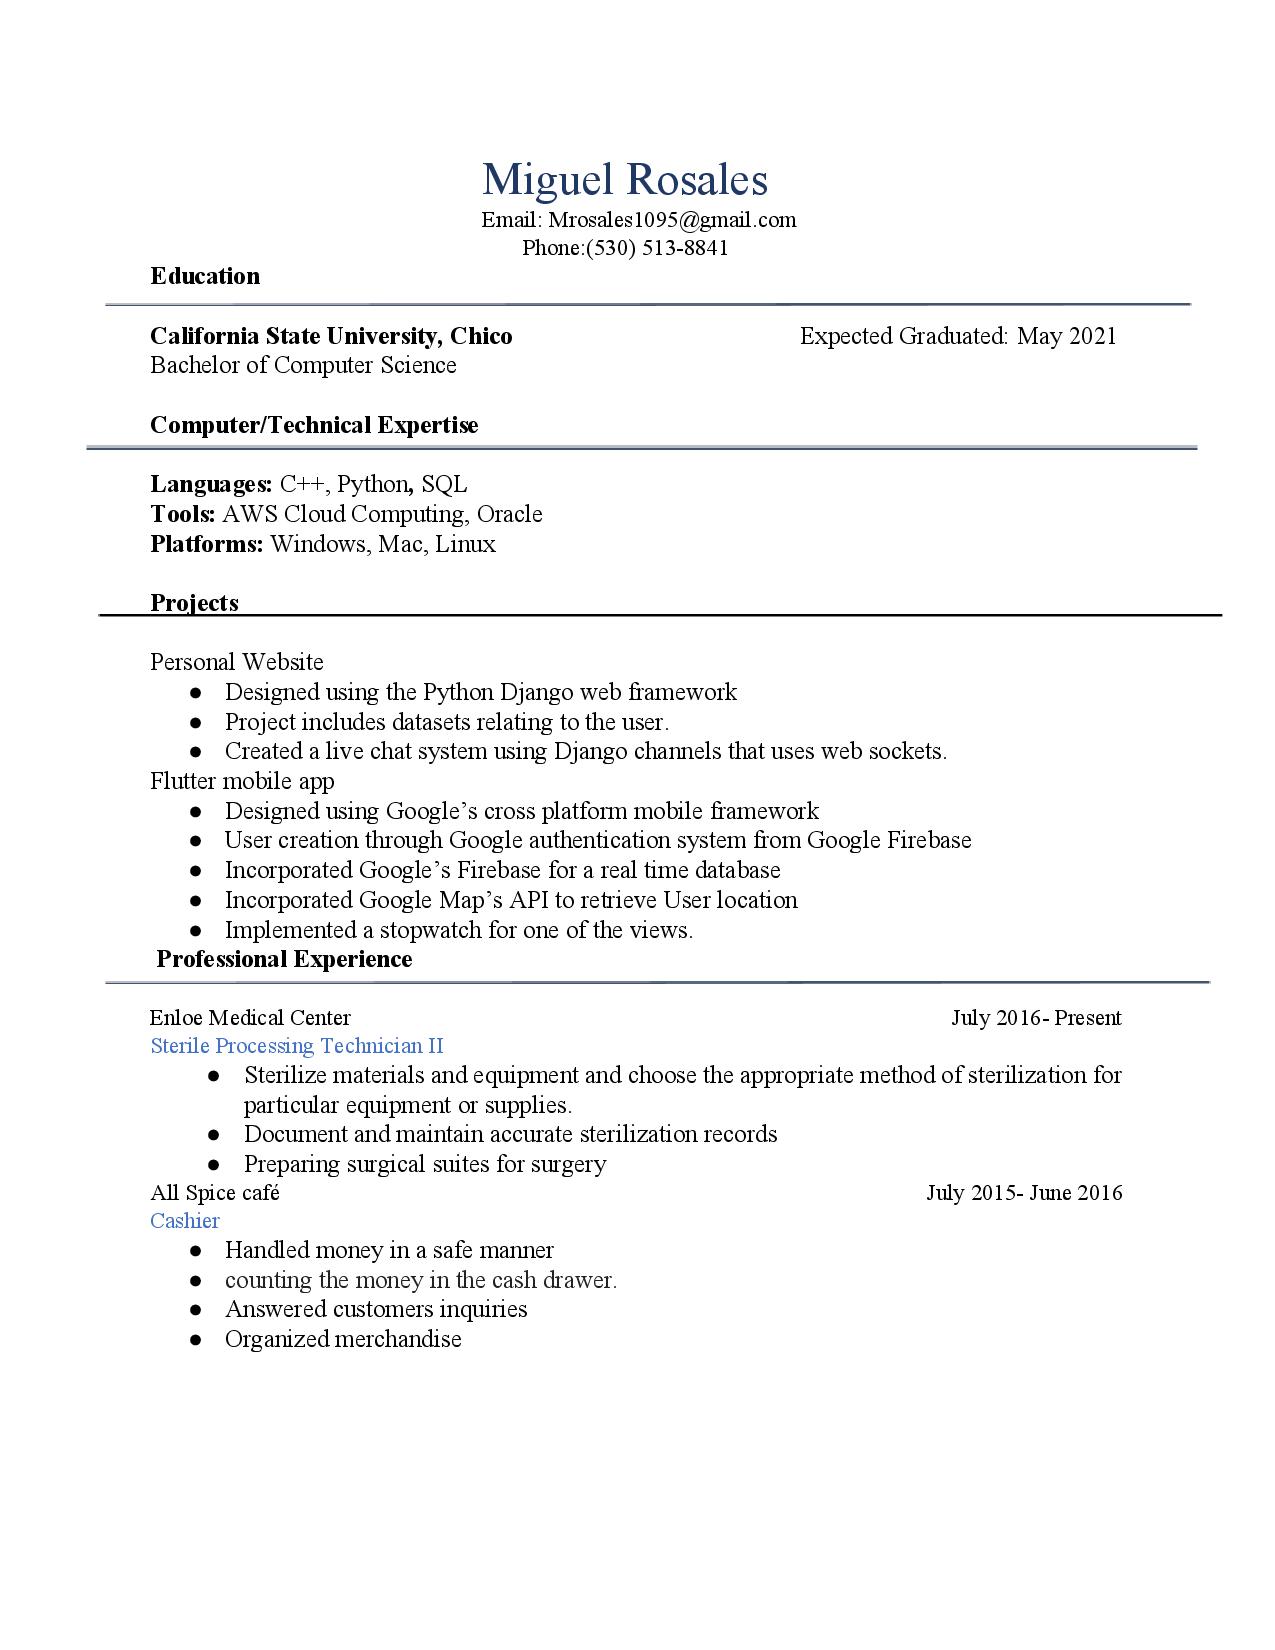 Miguel Rosales
Email: Mrosales1095@gmail.com
Phone:(530) 513-8841
Education
California State University, Chico Expected Graduated: May 2021
Bachelor of Computer Science
Computer/Technical Expertise
Languages: C++, Python, SQL
Tools: AWS Cloud Computing, Oracle
Platforms: Windows, Mac, Linux
Projects
Personal Website
● Designed using the Python Django web framework
● Project includes datasets relating to the user.
● Created a live chat system using Django channels that uses web sockets.
Flutter mobile app
● Designed using Google’s cross platform mobile framework
● User creation through Google authentication system from Google Firebase
● Incorporated Google’s Firebase for a real time database
● Incorporated Google Map’s API to retrieve User location
● Implemented a stopwatch for one of the views.
Professional Experience
Enloe Medical Center July 2016- Present
Sterile Processing Technician II
● Sterilize materials and equipment and choose the appropriate method of sterilization for
particular equipment or supplies.
● Document and maintain accurate sterilization records
● Preparing surgical suites for surgery
All Spice café July 2015- June 2016
Cashier
● Handled money in a safe manner
● counting the money in the cash drawer.
● Answered customers inquiries
● Organized merchandise